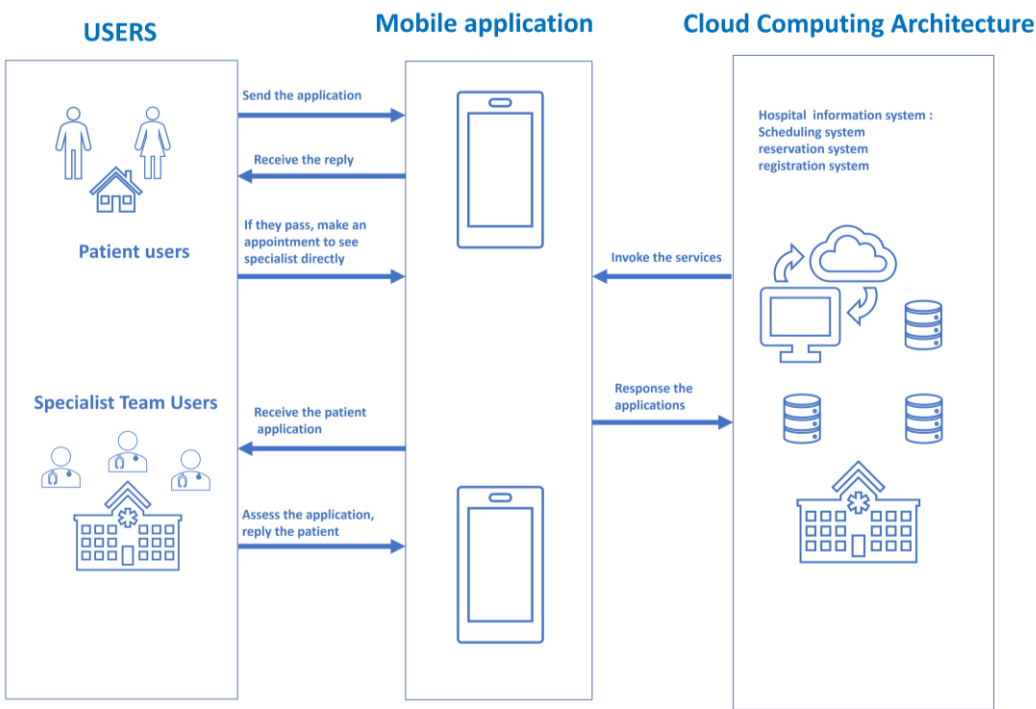 USERS
Mobile application
Cloud Computing Architecture
Send the application
Receive the reply
If they pass, make an
appointment to see
specialist directly
Patient users
Specialist Team Users
Receive the patient
application
Assess the application,
reply the patient
Invoke the services
Response the
applications
Hospital information system :
Scheduling system
reservation system
registration system